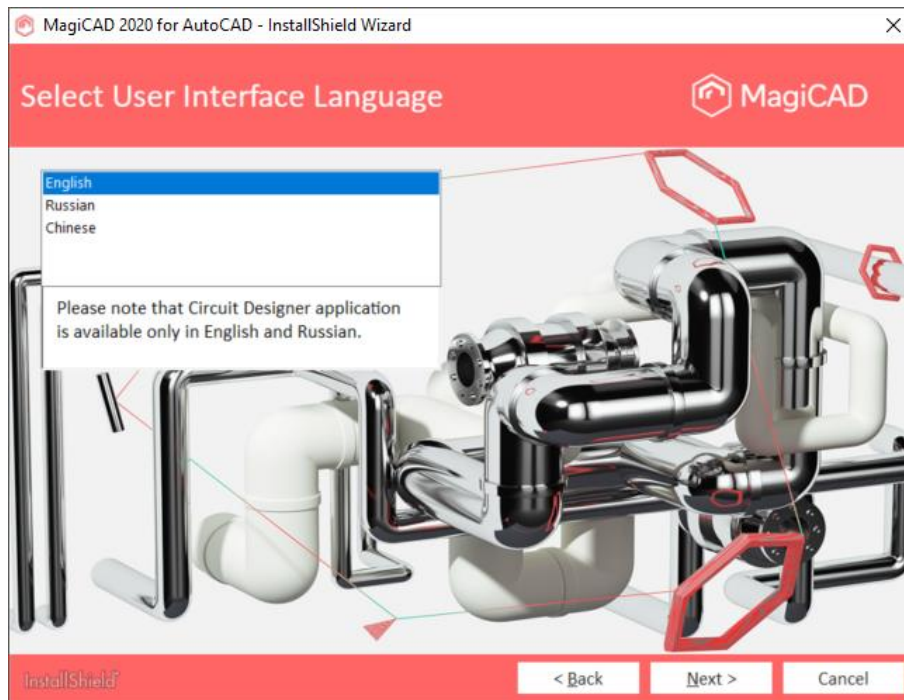 MagiCAD 2020 for AutoCAD - InstallShield Wizard
Select User Interface Language
MagiCAD
English
Russian
Chinese
Please note that Circuit Designer application
is available only in English and Russian.
InstallShield
< Back
Next >
Cancel